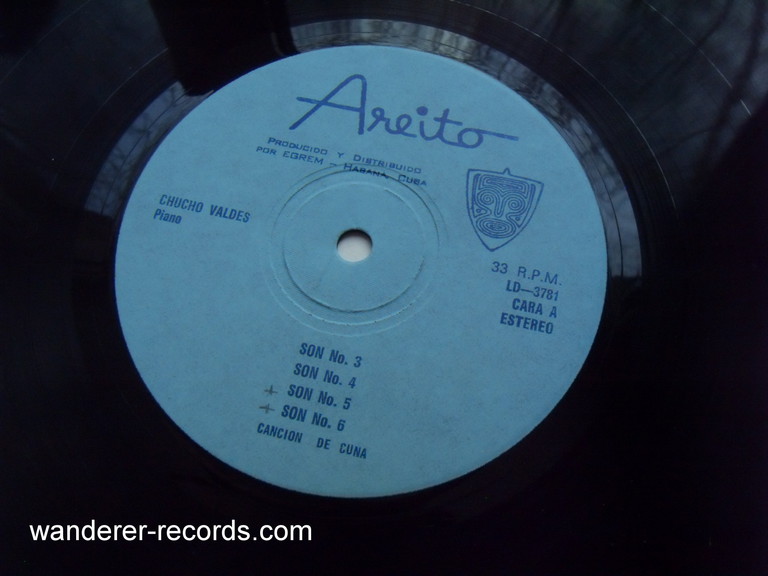 Areito
PRODUCIDO Y DISTRIBUIDO
POR EGREM - HABANA, CUBA
CHUCHO VALDES
Piano
33 R.P.M.
LD-3781
CARA A
ESTEREO
SON No. 3
SON No. 4
+ SON No. 5
+ SON No. 6
CANCION DE CUNA
wanderer-records.com